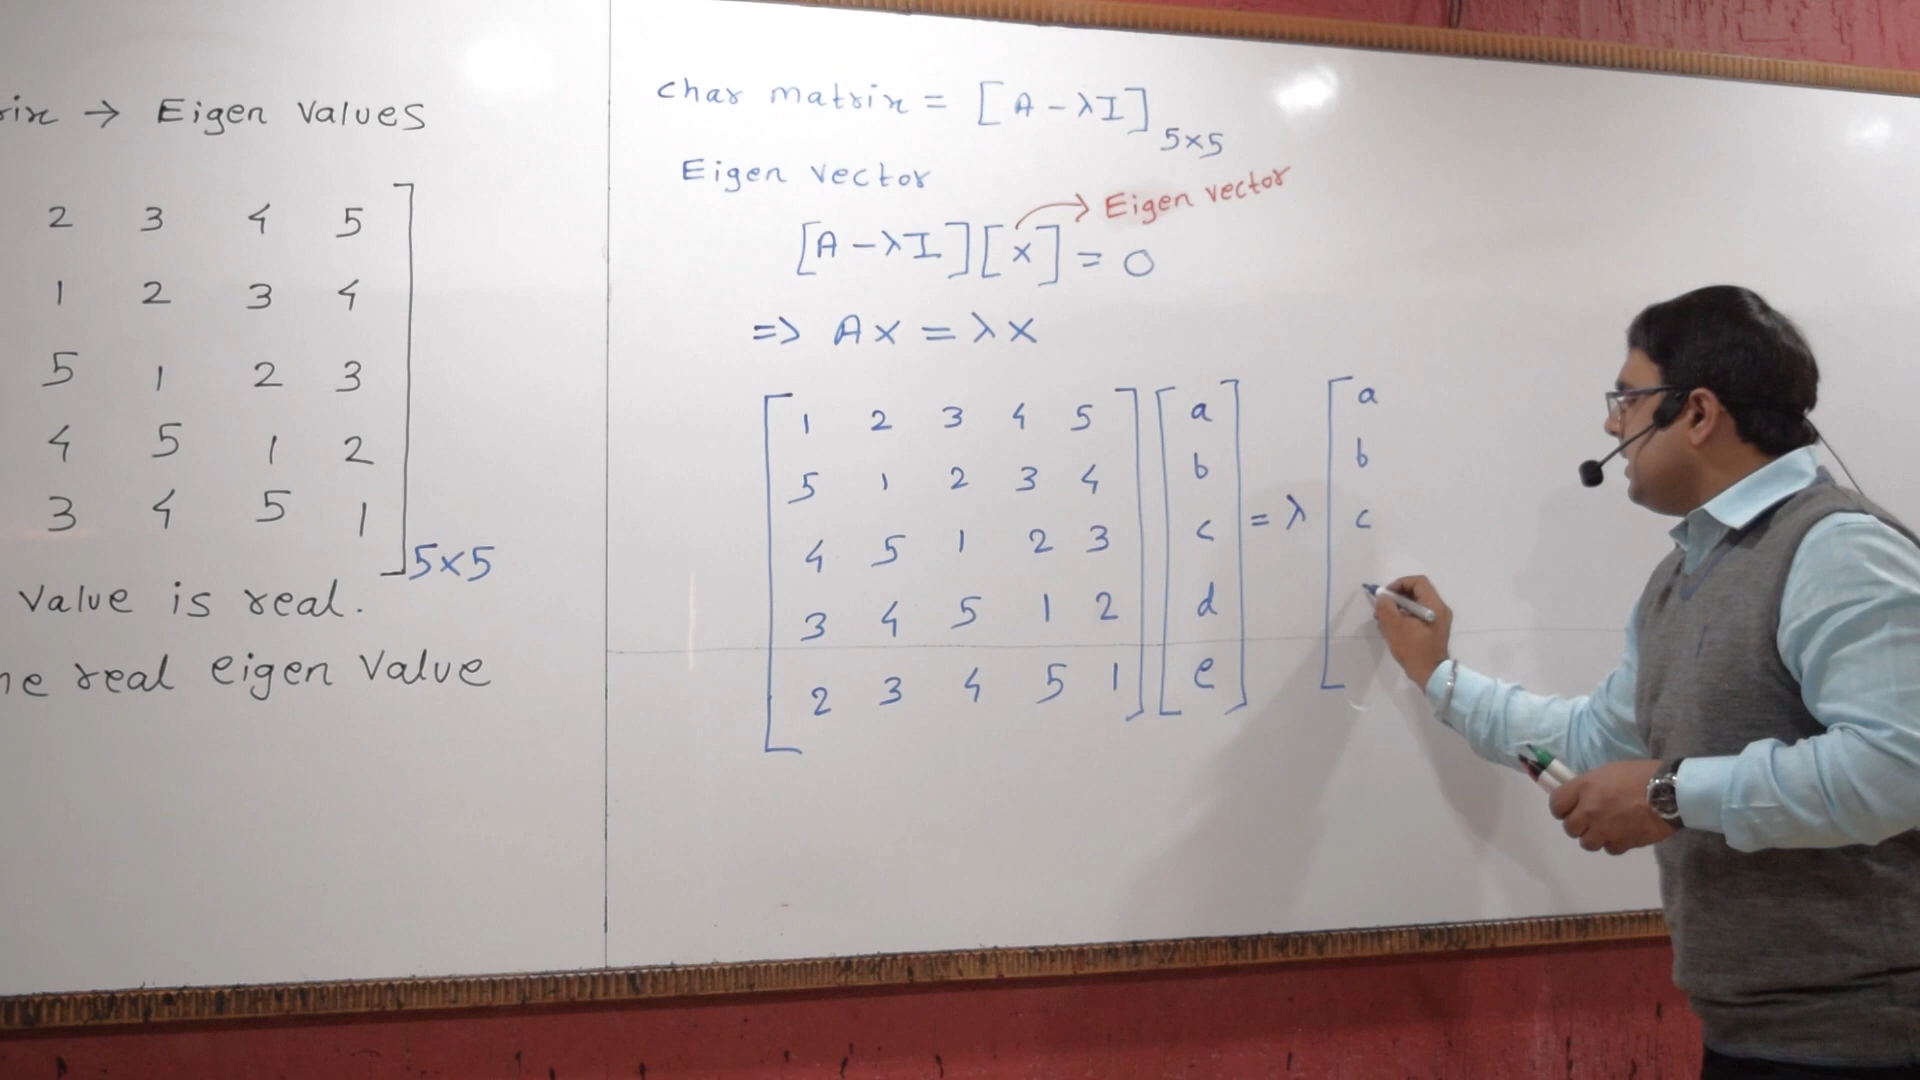 → Eigen Values
2 3 4 5
1 2 3 4
5 1 2 3
4 5 1 2
3 4 5 1
5×5
Value is real.
real eigen Value
char matrix = [A - λI] 5×5
Eigen vector
→ Eigen vector
[A - λI] [x] = 0
=> Ax = λx
1 2 3 4 5 a a
5 1 2 3 4 b b
4 5 1 2 3 c = λ c
3 4 5 1 2 d
2 3 4 5 1 e